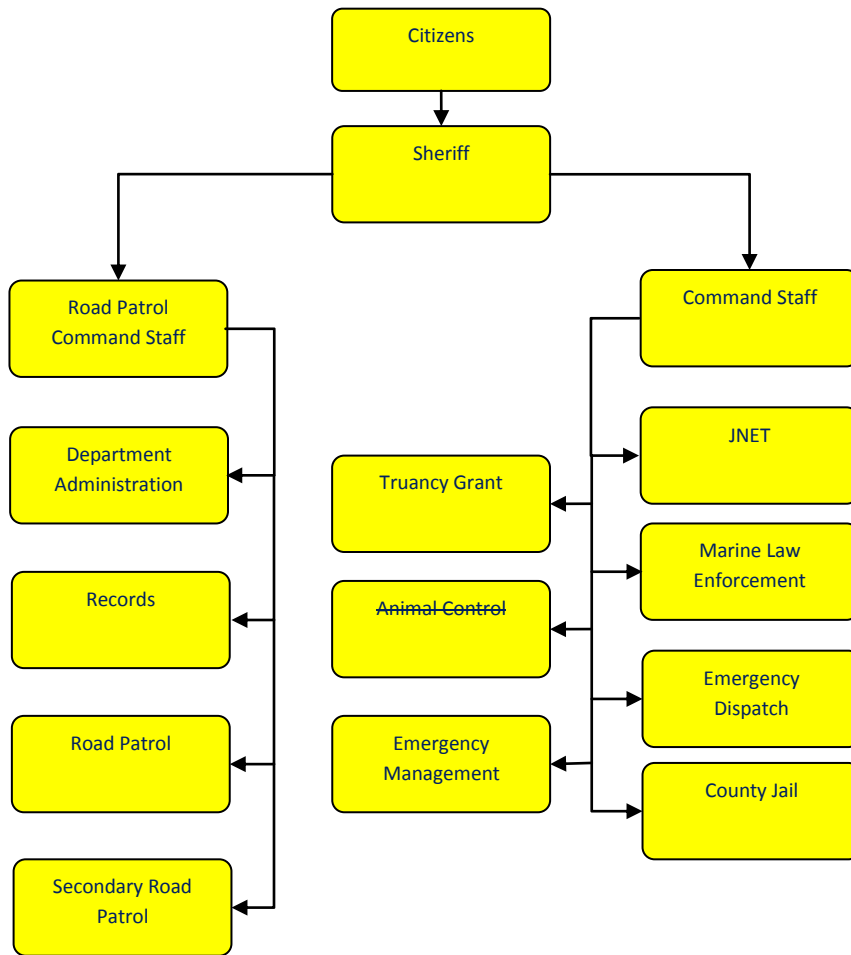 Citizens
Sheriff
Road Patrol
Command Staff
Command Staff
Department
Administration
JNET
Truancy Grant
Marine Law
Enforcement
Records
Animal Control
Emergency
Dispatch
Road Patrol
Emergency
Management
County Jail
Secondary Road
Patrol